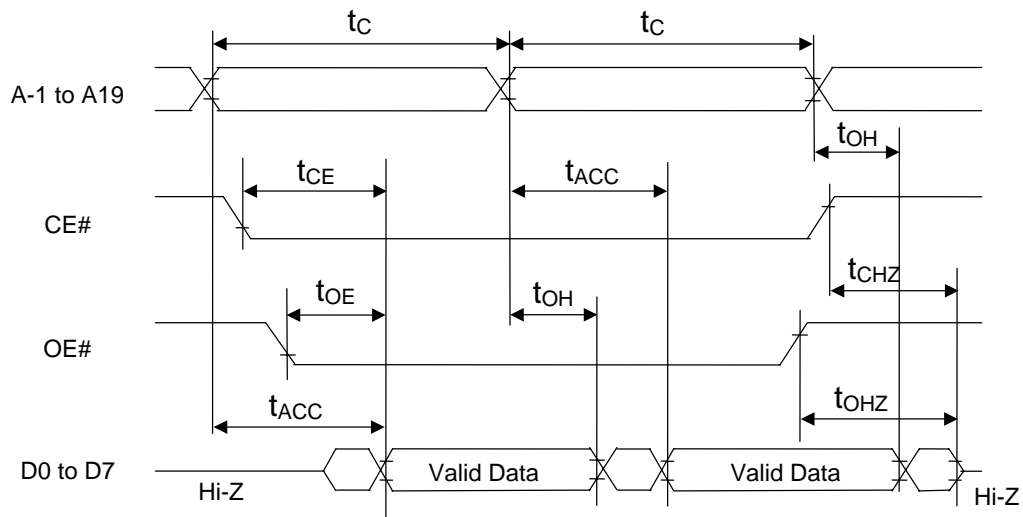 tC tC
A-1 to A19
tOH
tCE tACC
CE#
tCHZ
tOE tOH
OE#
tACC tOHZ
D0 to D7 Valid Data Valid Data
Hi-Z Hi-Z